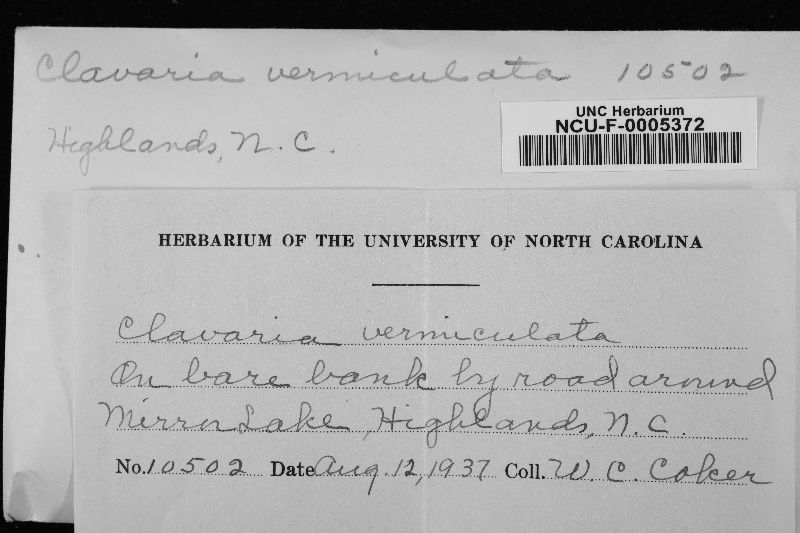 Clavaria vermiculata 10502
UNC Herbarium
NCU-F-0005372
Highlands, N.C.
HERBARIUM OF THE UNIVERSITY OF NORTH CAROLINA
Clavaria vermiculata
On bare bank by road around
Mirror Lake, Highlands, N.C.
No. 10502 Date Aug. 12, 1937 Coll. W. C. Coker